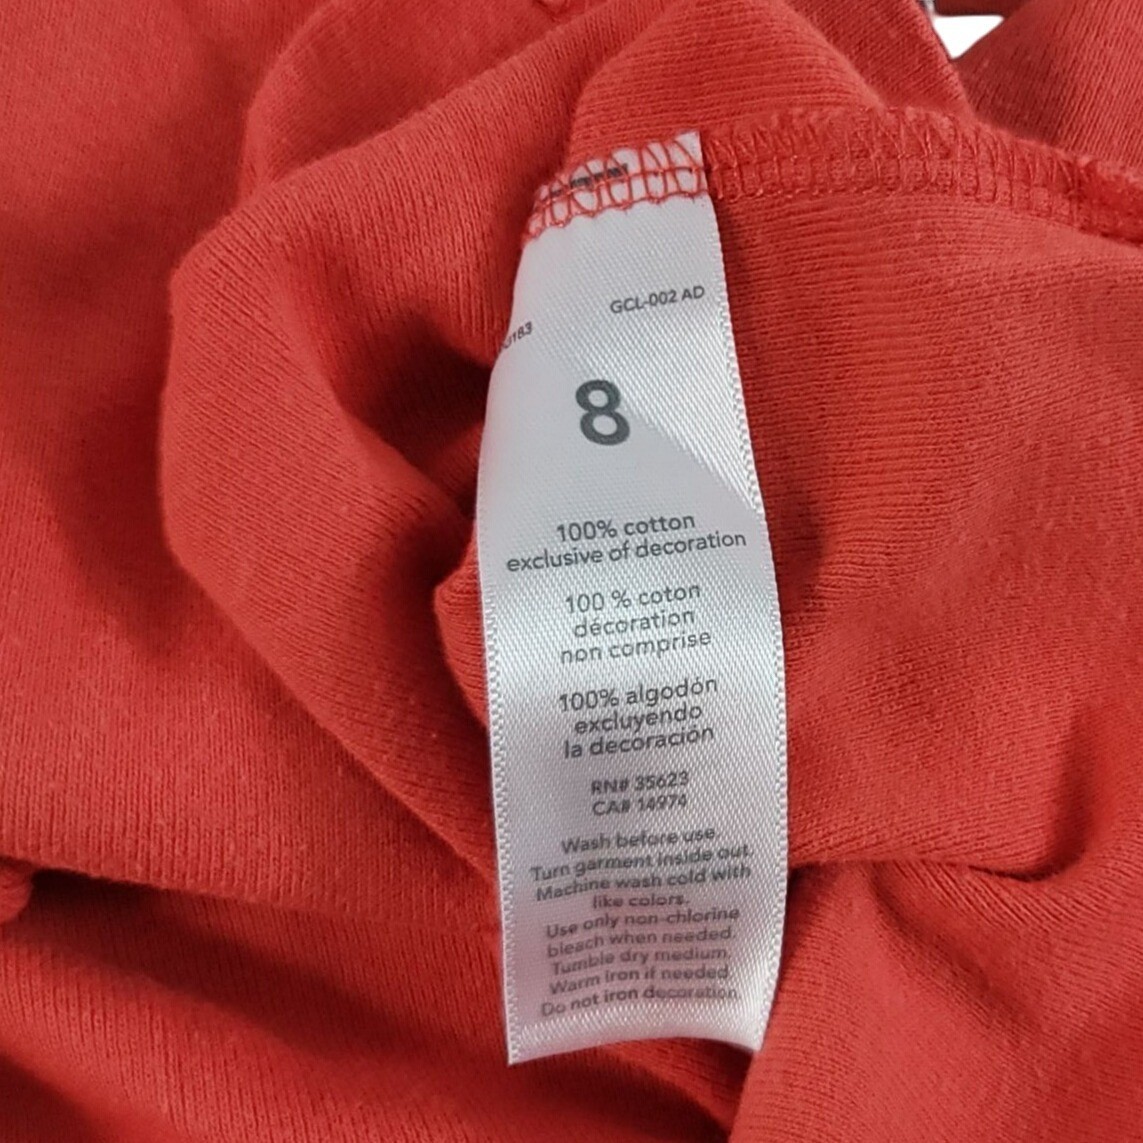 GCL-002 AD
8
100% cotton
exclusive of decoration
100 % coton
décoration
non comprise
100% algodón
excluyendo
la decoración
RN# 35623
CA# 14974
Wash before use.
Turn garment inside out.
Machine wash cold with
like colors.
Use only non-chlorine
bleach when needed.
Tumble dry medium.
Warm iron if needed.
Do not iron decoration.